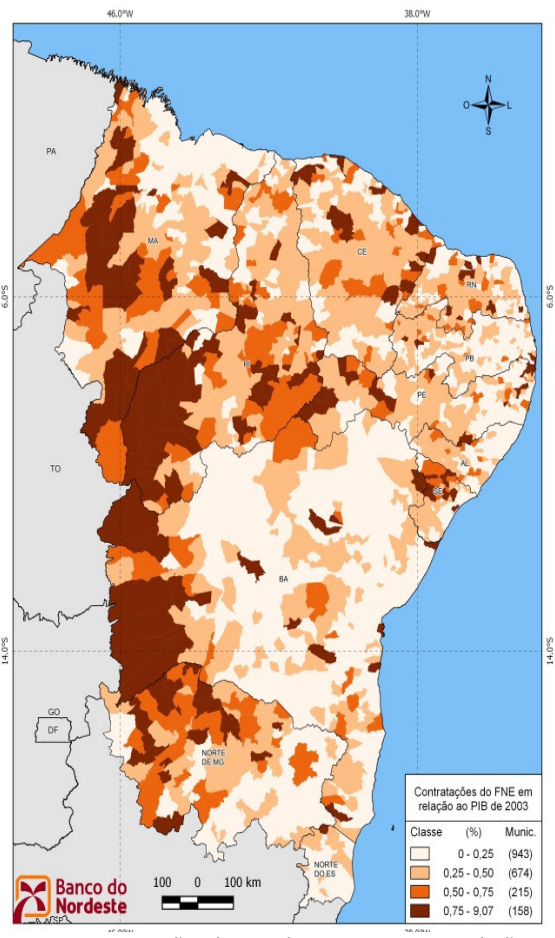 46.0°W 38.0°W
N
O L
S
PA
MA
CE
RN
6.0°S 6.0°S
PI
PB
PE
AL
TO
SE
BA
14.0°S 14.0°S
GO
DF
NORTE
DE MG
Contratações do FNE em
relação ao PIB de 2003
Classe (%) Munic.
0 - 0,25 (943)
0,25 - 0,50 (674)
0,50 - 0,75 (215)
0,75 - 9,07 (158)
NORTE
DO ES
Banco do
Nordeste
100 0 100 km
SP